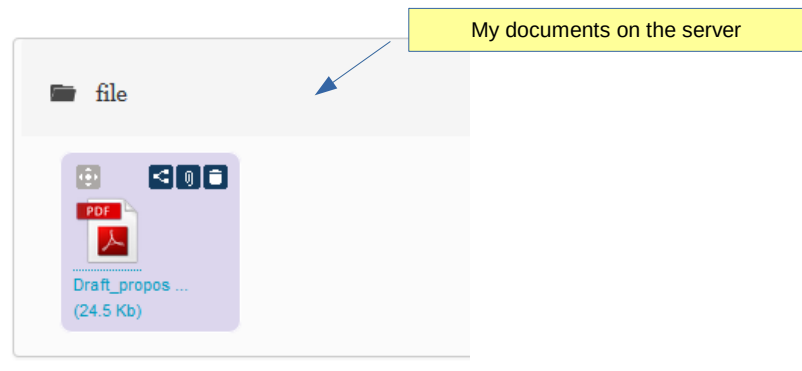 My documents on the server
file
PDF
Draft_propos ...
(24.5 Kb)